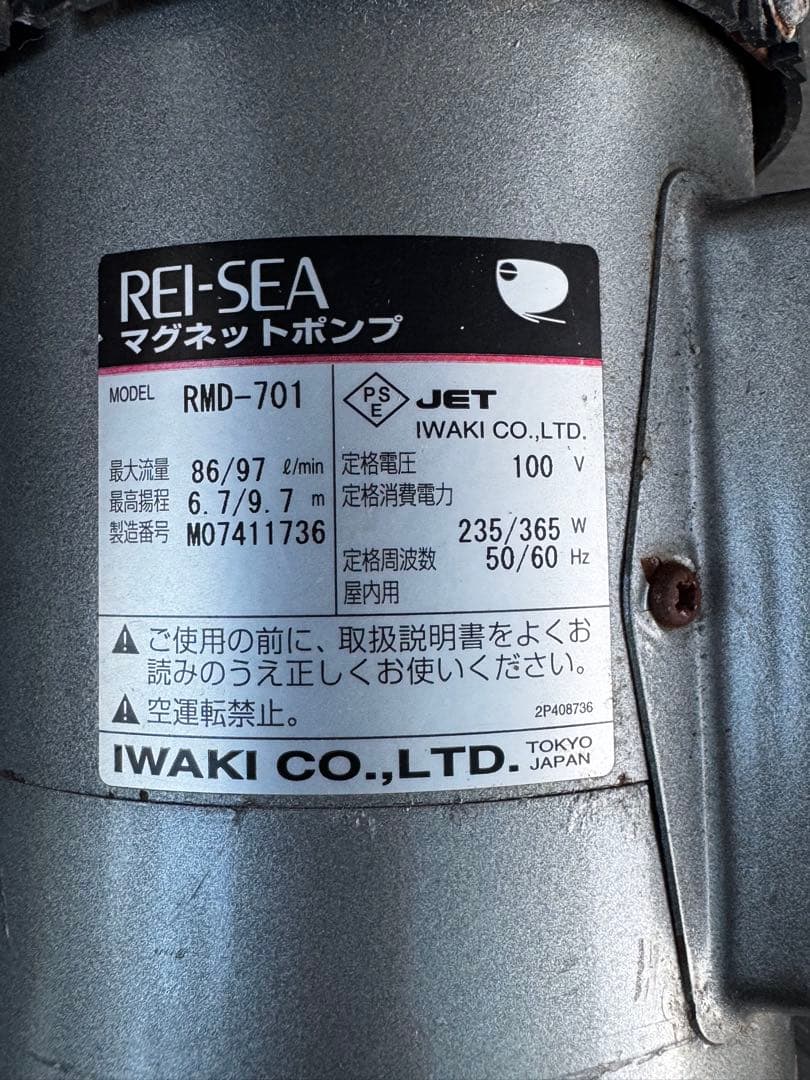 REI-SEA
マグネットポンプ
MODEL RMD-701
最大流量 86/97 ℓ/min
最高揚程 6.7/9.7 m
製造番号 M07411736
PSE JET
IWAKI CO.,LTD.
定格電圧 100 V
定格消費電力
235/365 W
定格周波数 50/60 Hz
屋内用
ご使用の前に、取扱説明書をよくお
読みのうえ正しくお使いください。
空運転禁止。 2P408736
IWAKI CO.,LTD. TOKYO
JAPAN